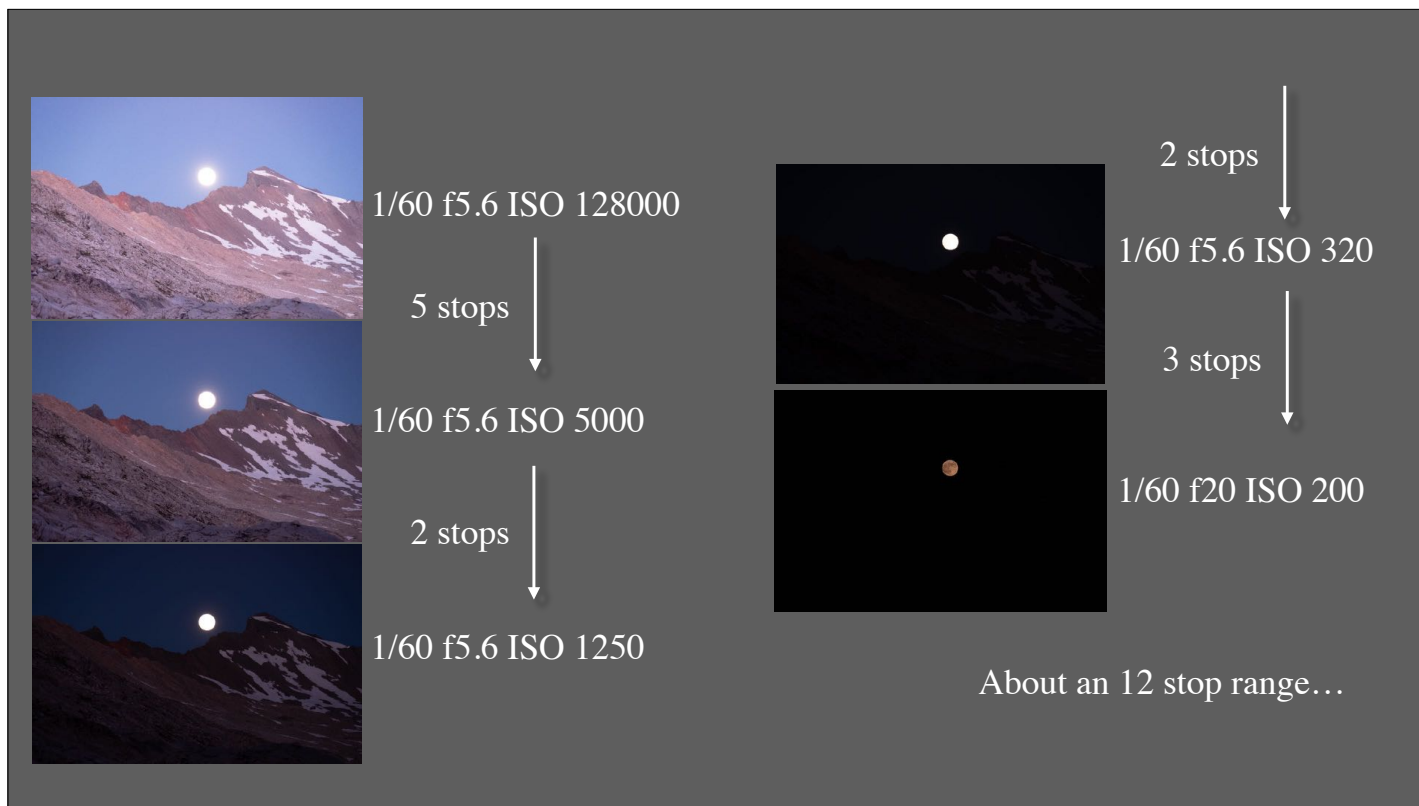 1/60 f5.6 ISO 128000
5 stops
1/60 f5.6 ISO 5000
2 stops
1/60 f5.6 ISO 1250
2 stops
1/60 f5.6 ISO 320
3 stops
1/60 f20 ISO 200
About an 12 stop range…